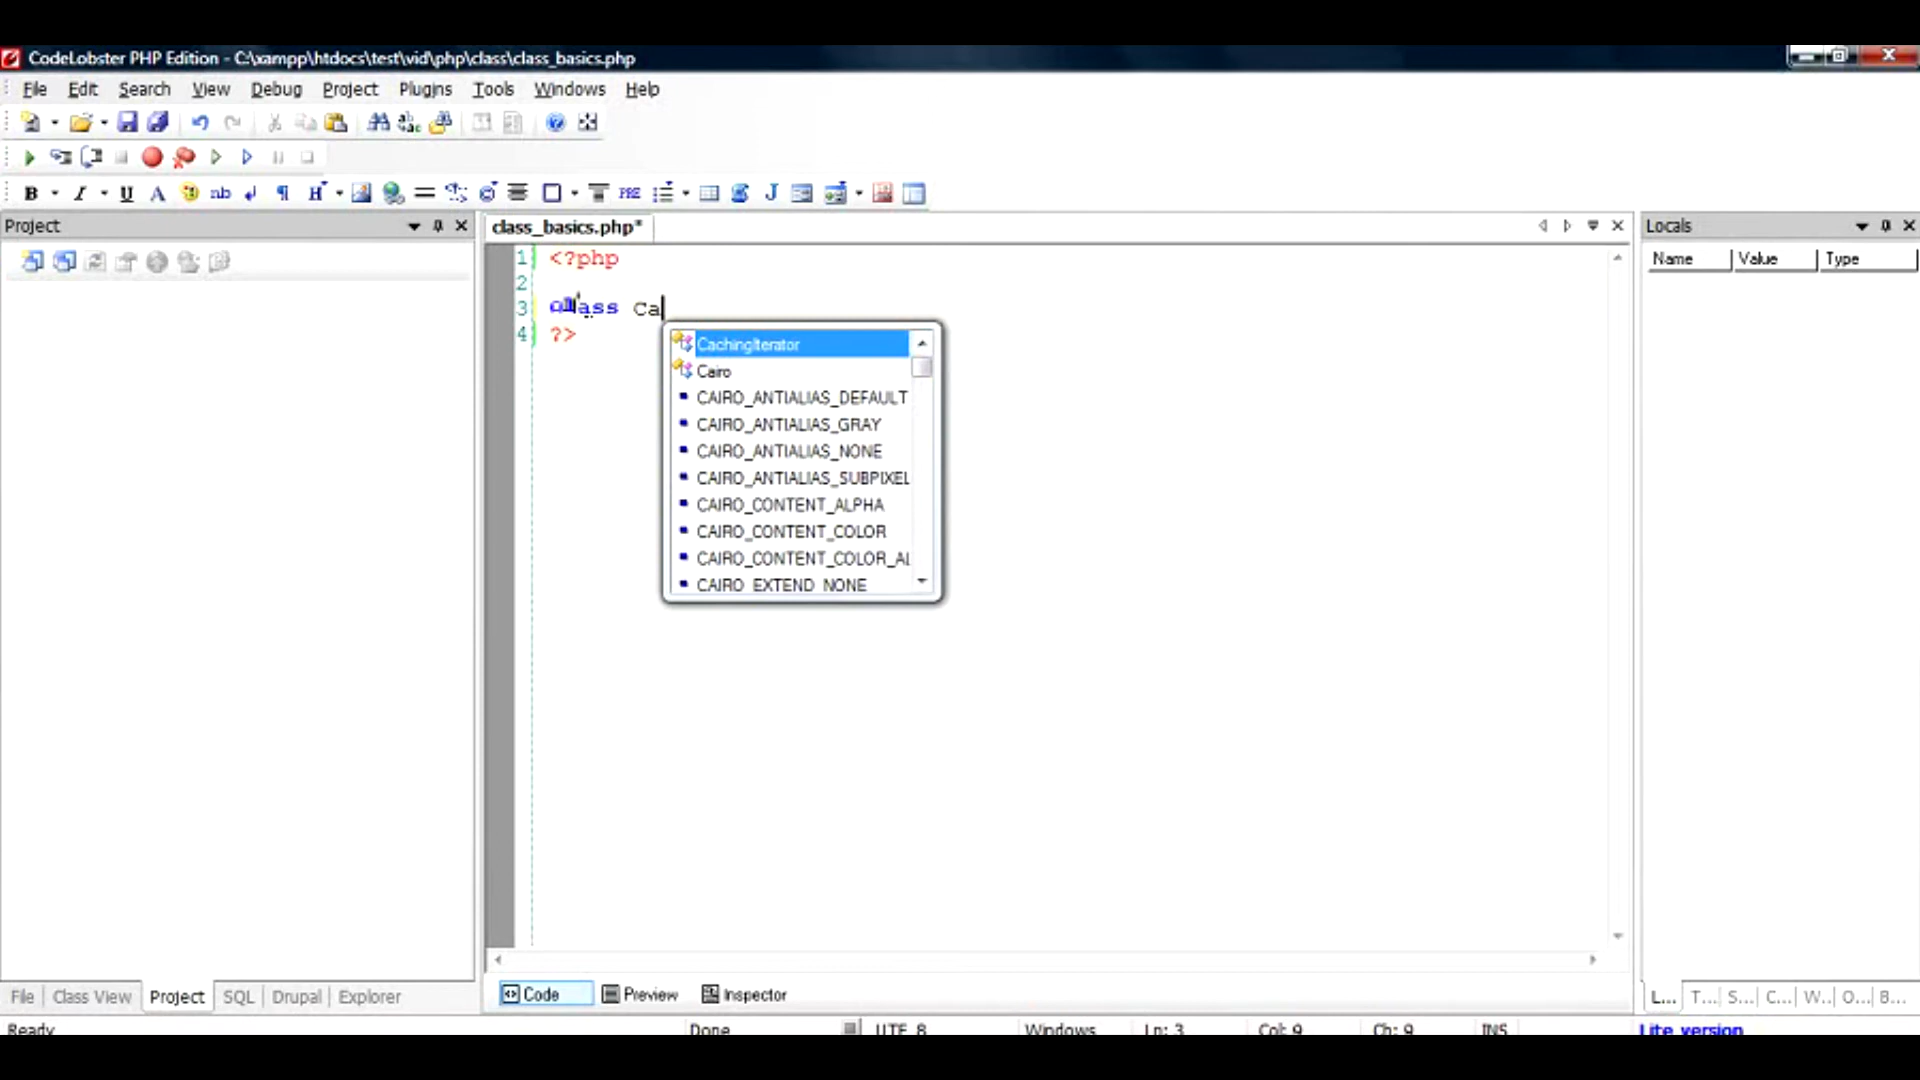 CodeLobster PHP Edition - C:\xampp\htdocs\test\vid\php\class\class_basics.php
File Edit Search View Debug Project Plugins Tools Windows Help
B I U A ab H PRE J
Project
class_basics.php*
Locals
Name Value Type
1 <?php
2
3 class Ca
4 ?>
CachingIterator
Cairo
CAIRO_ANTIALIAS_DEFAULT
CAIRO_ANTIALIAS_GRAY
CAIRO_ANTIALIAS_NONE
CAIRO_ANTIALIAS_SUBPIXEL
CAIRO_CONTENT_ALPHA
CAIRO_CONTENT_COLOR
CAIRO_CONTENT_COLOR_AL
CAIRO_EXTEND_NONE
File Class View Project SQL Drupal Explorer
Code Preview Inspector
L... T... S... C... W... O... B...
Ready Done UTF 8 Windows Ln: 3 Col: 9 Ch: 9 INS Lite version